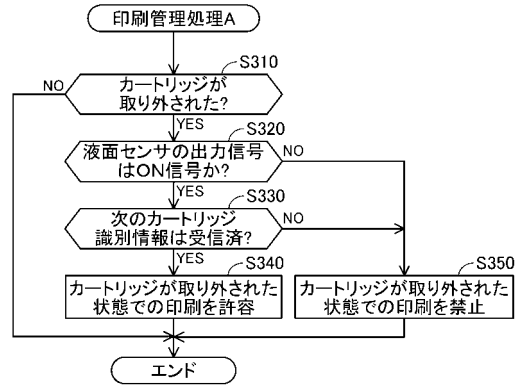 印刷管理処理A
S310
カートリッジが
取り外された?
NO
YES
S320
液面センサの出力信号
はON信号か?
NO
YES
S330
次のカートリッジ
識別情報は受信済?
NO
YES
S340
カートリッジが取り外された
状態での印刷を許容
S350
カートリッジが取り外された
状態での印刷を禁止
エンド